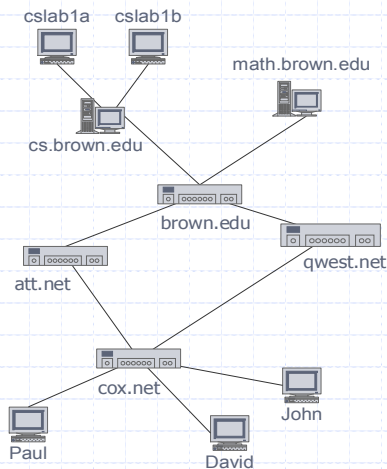 cslab1a cslab1b
math.brown.edu
cs.brown.edu
brown.edu
qwest.net
att.net
cox.net
John
Paul
David